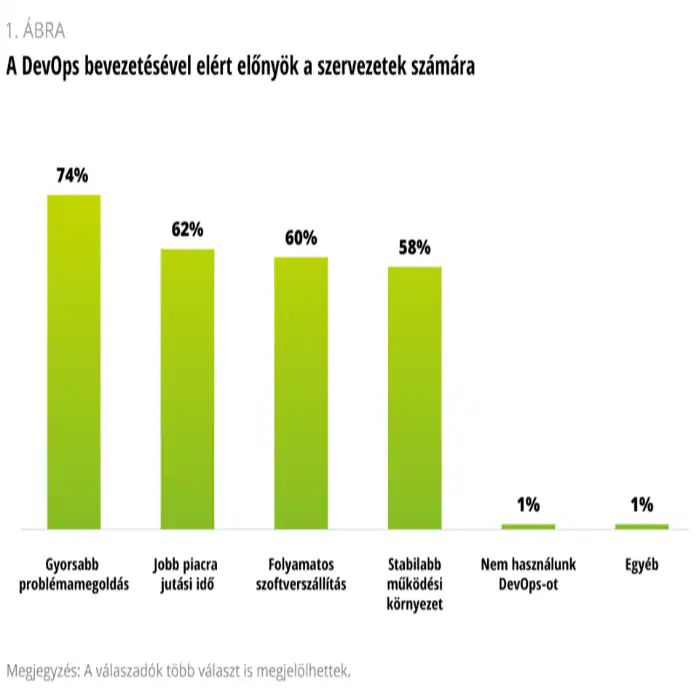 1. ÁBRA
A DevOps bevezetésével elért előnyök a szervezetek számára
74%
62%
60%
58%
1%
1%
Gyorsabb
problémamegoldás
Jobb piacra
jutási idő
Folyamatos
szoftverszállítás
Stabilabb
működési
környezet
Nem használunk
DevOps-ot
Egyéb
Megjegyzés: A válaszadók több választ is megjelölhettek.